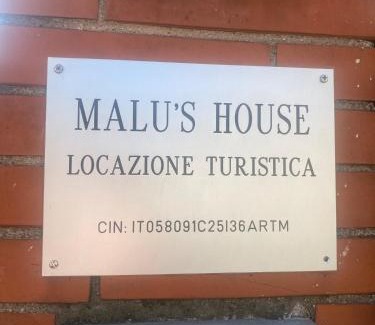 MALU'S HOUSE
LOCAZIONE TURISTICA
CIN: IT058091C25I36ARTM